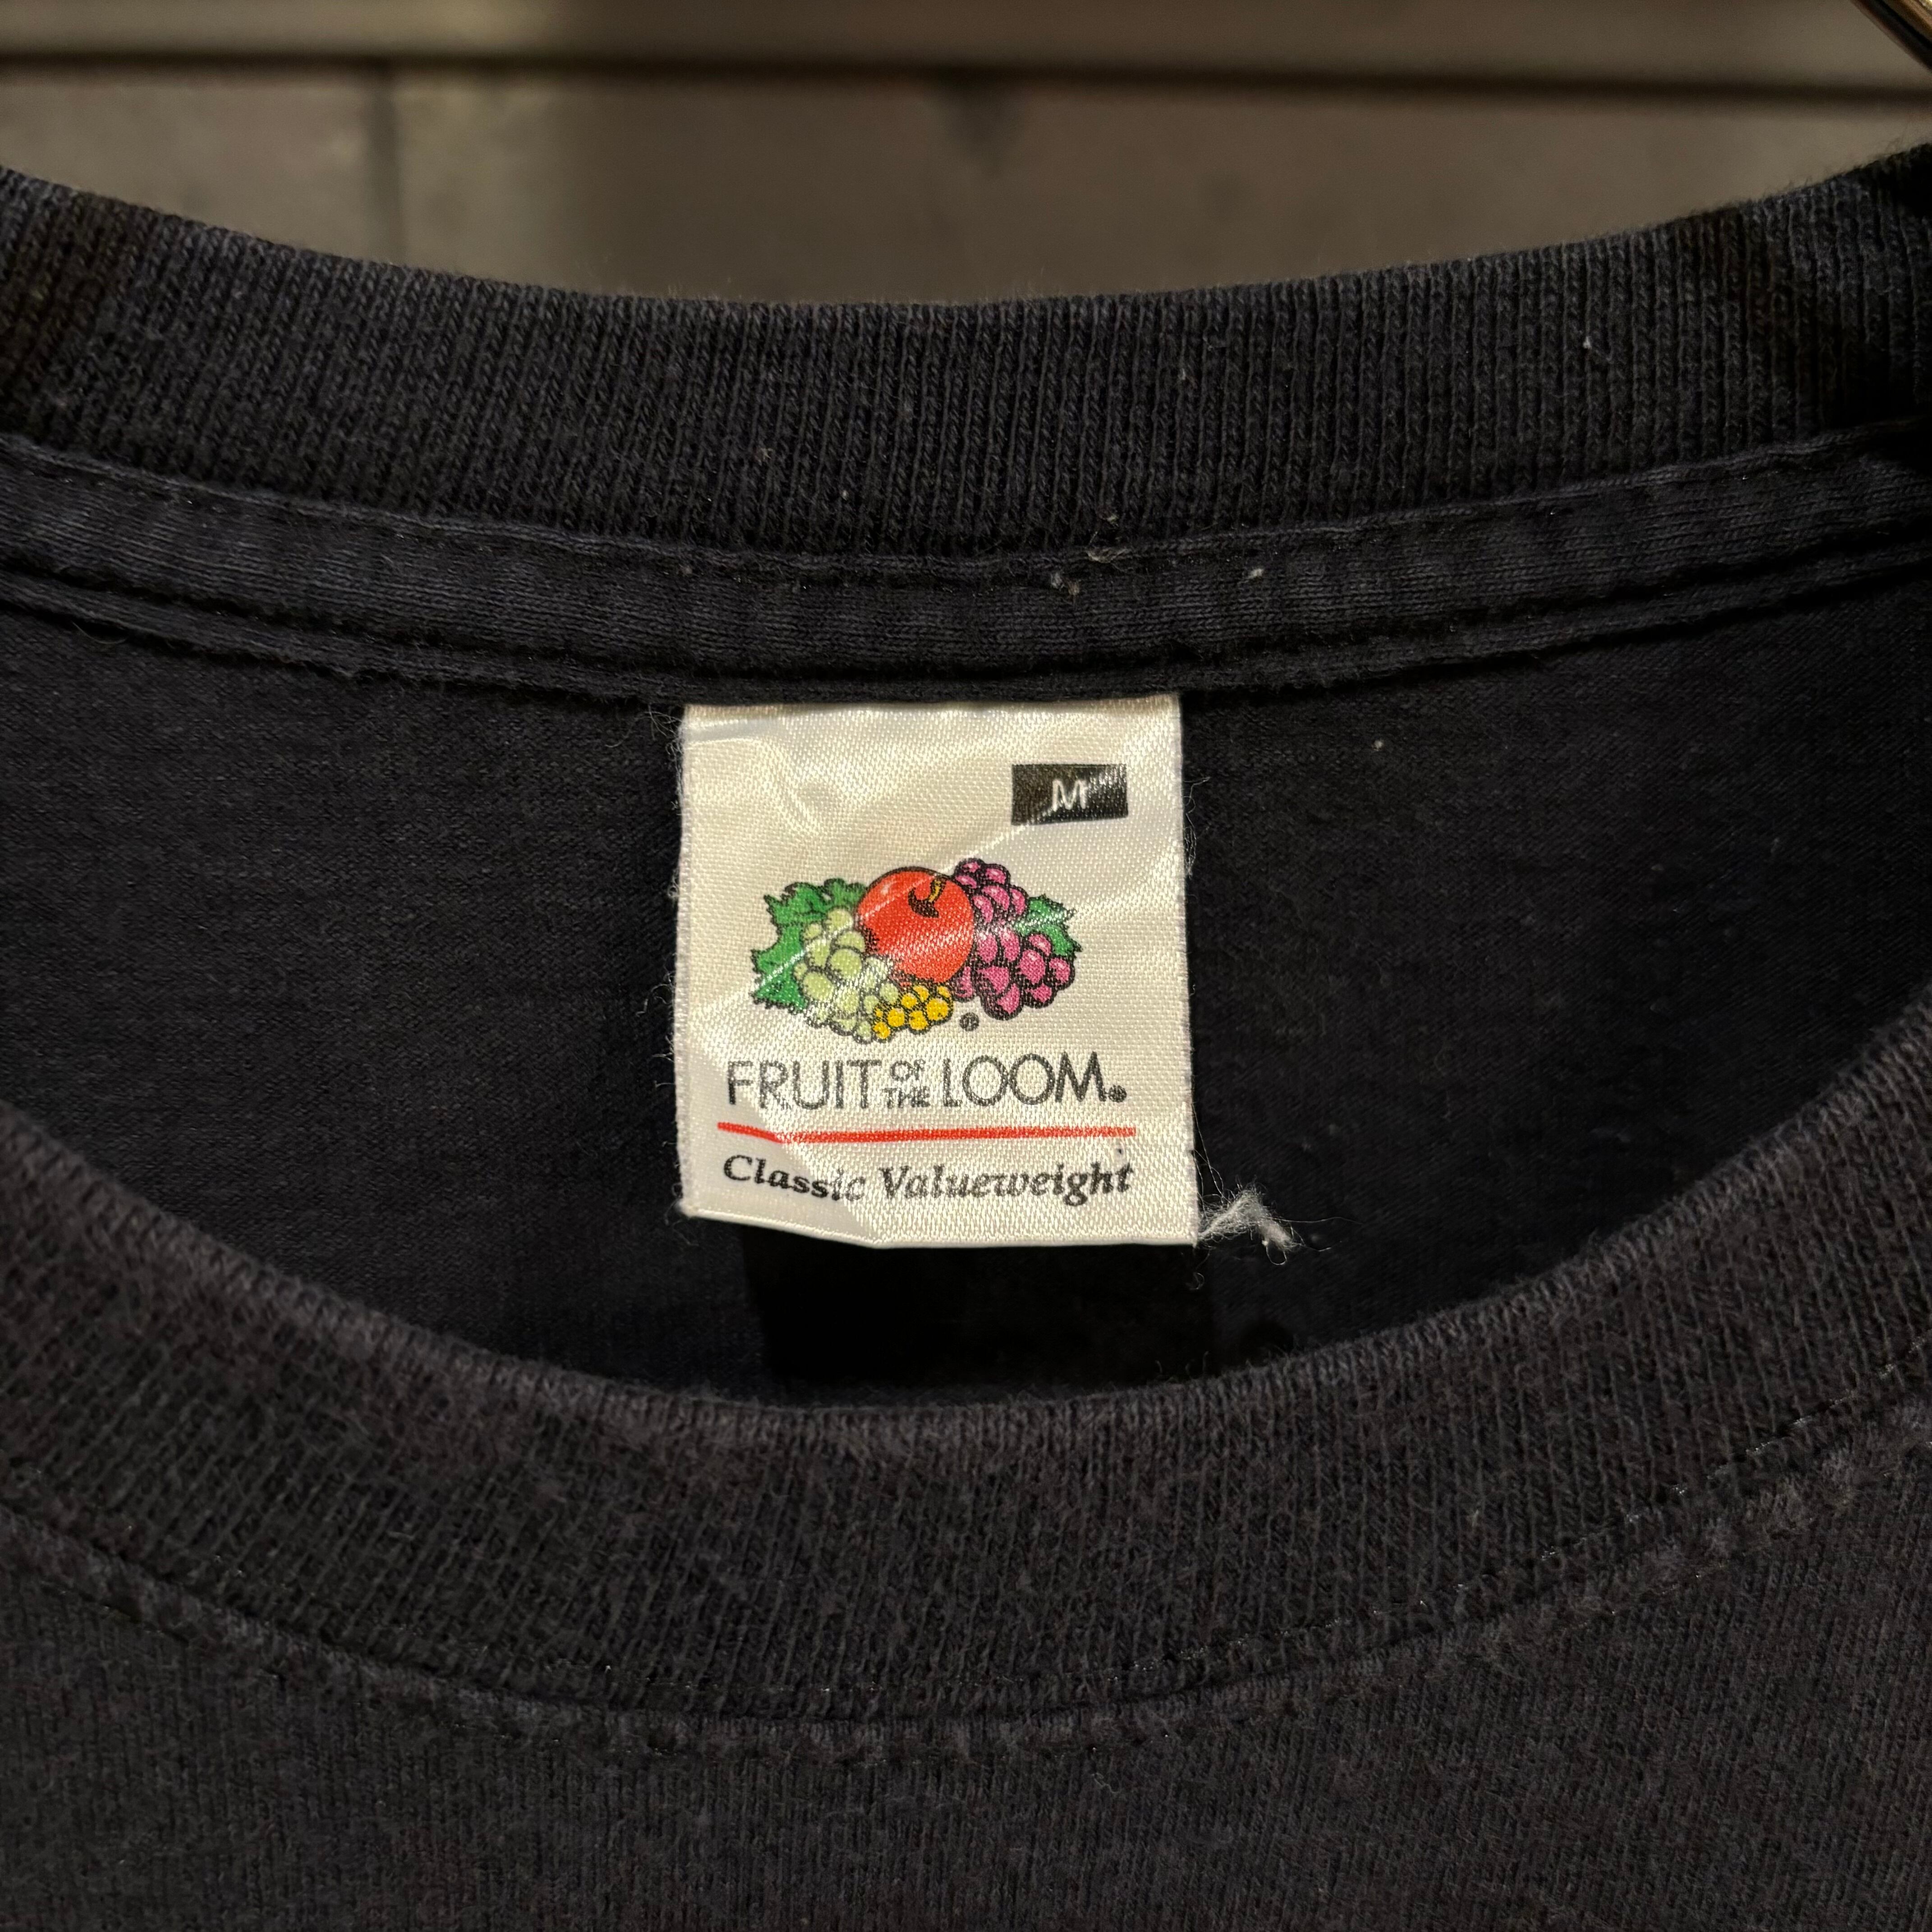 M
FRUIT OF THE LOOM®
Classic Valueweight